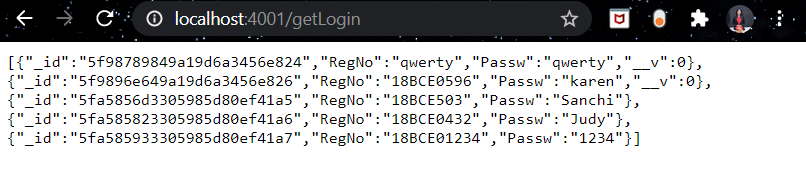 localhost:4001/getLogin
[{"_id":"5f98789849a19d6a3456e824","RegNo":"qwerty","Passw":"qwerty","__v":0},
{"_id":"5f9896e649a19d6a3456e826","RegNo":"18BCE0596","Passw":"karen","__v":0},
{"_id":"5fa5856d3305985d80ef41a5","RegNo":"18BCE503","Passw":"Sanchi"},
{"_id":"5fa585823305985d80ef41a6","RegNo":"18BCE0432","Passw":"Judy"},
{"_id":"5fa585933305985d80ef41a7","RegNo":"18BCE01234","Passw":"1234"}]